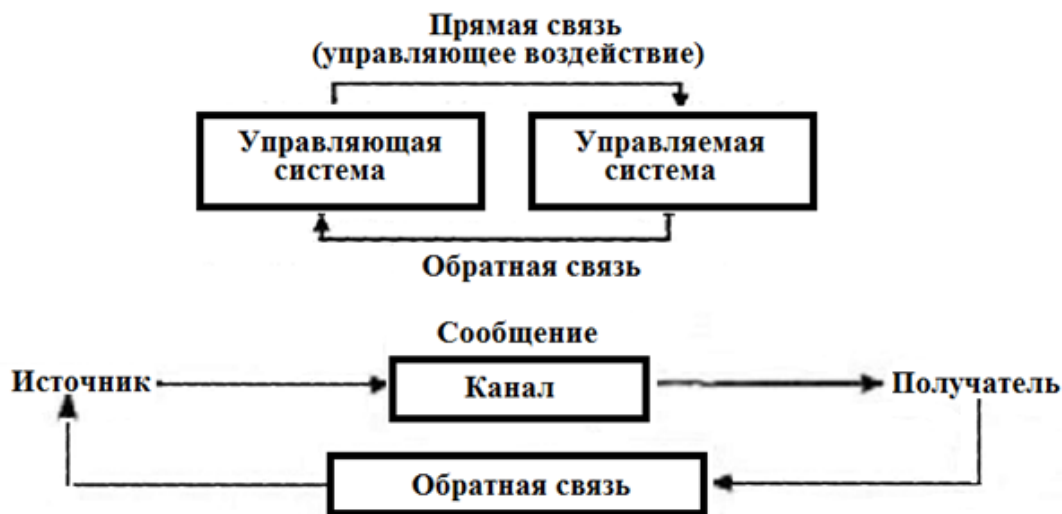 Прямая связь
(управляющее воздействие)
Управляющая
система
Управляемая
система
Обратная связь
Сообщение
Источник
Канал
Получатель
Обратная связь